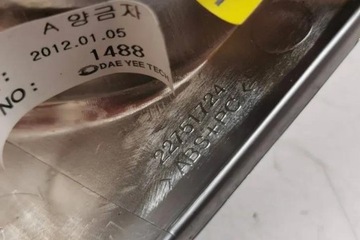 A 양금자
: 2012.01.05
NO : 1488
DAE YEE TECH
22751724
>ABS+PC<